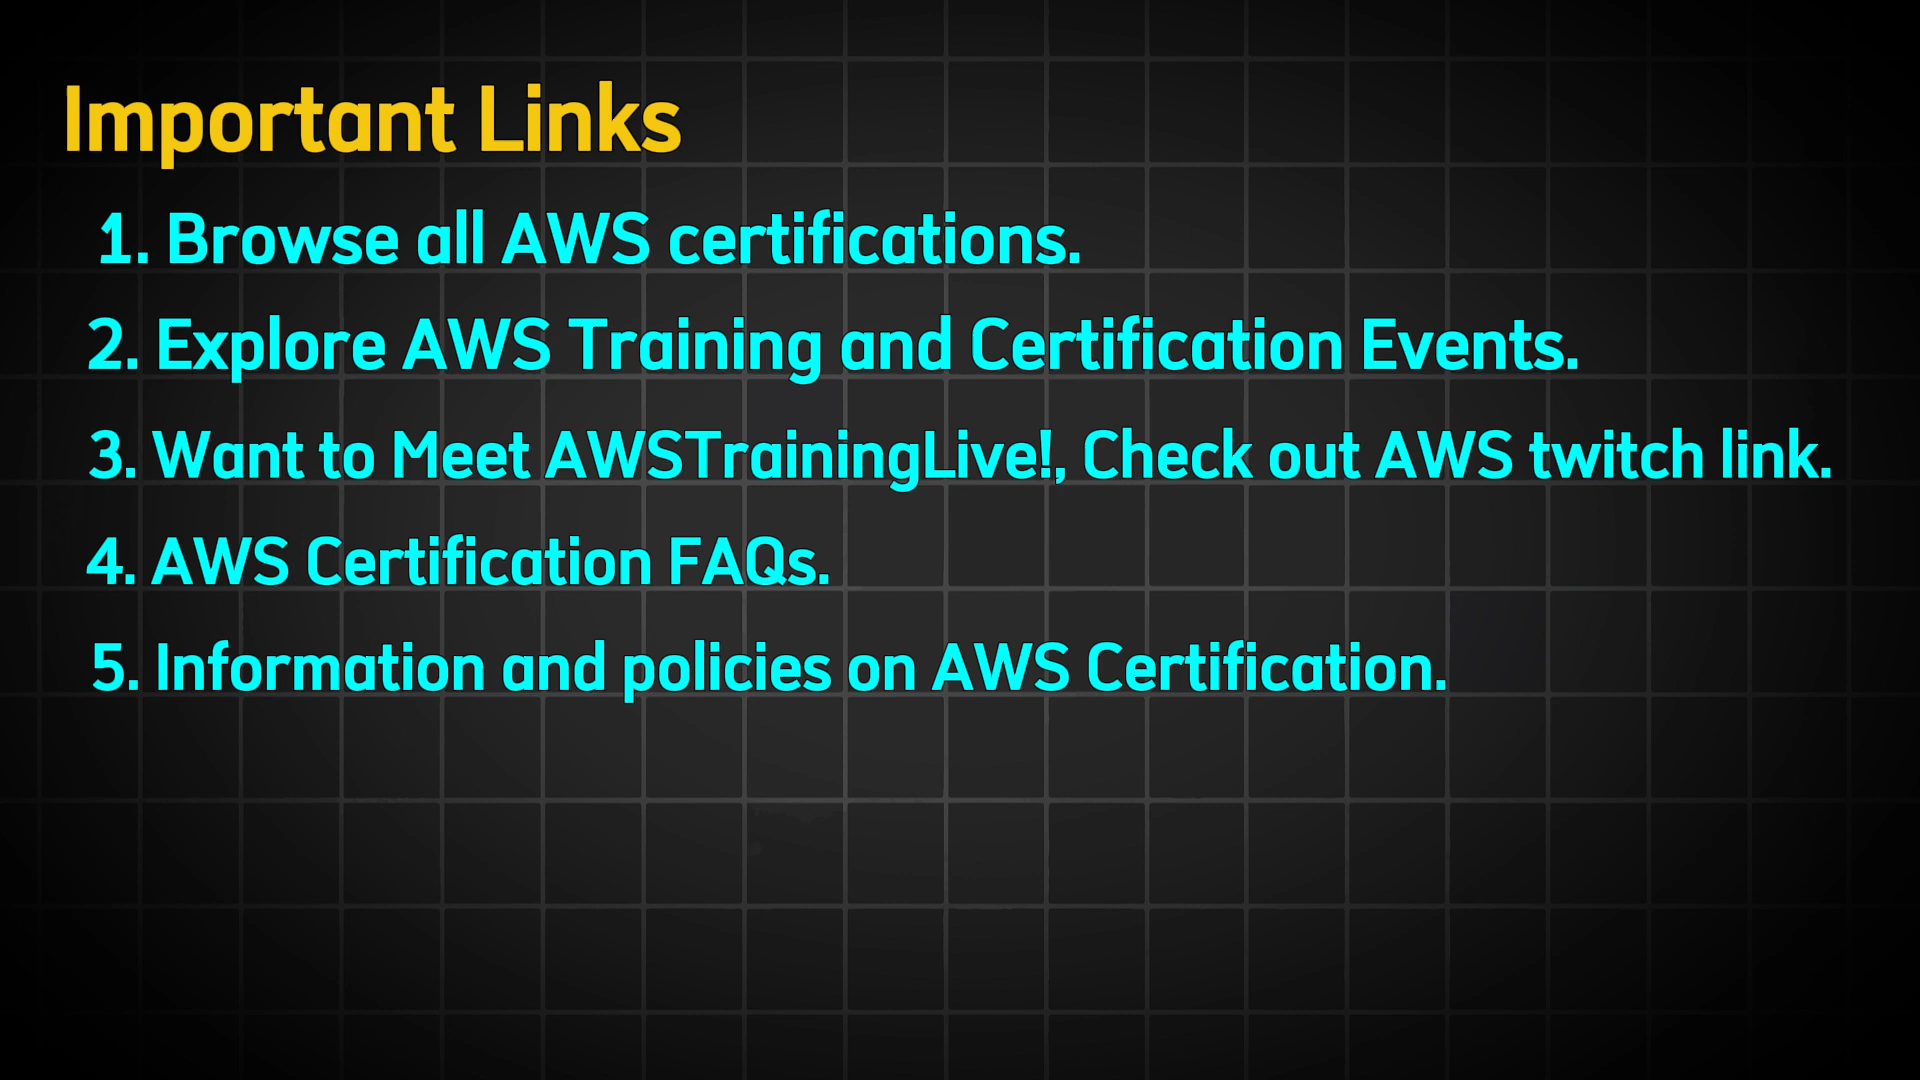 Important Links
1. Browse all AWS certifications.
2. Explore AWS Training and Certification Events.
3. Want to Meet AWSTrainingLive!, Check out AWS twitch link.
4. AWS Certification FAQs.
5. Information and policies on AWS Certification.